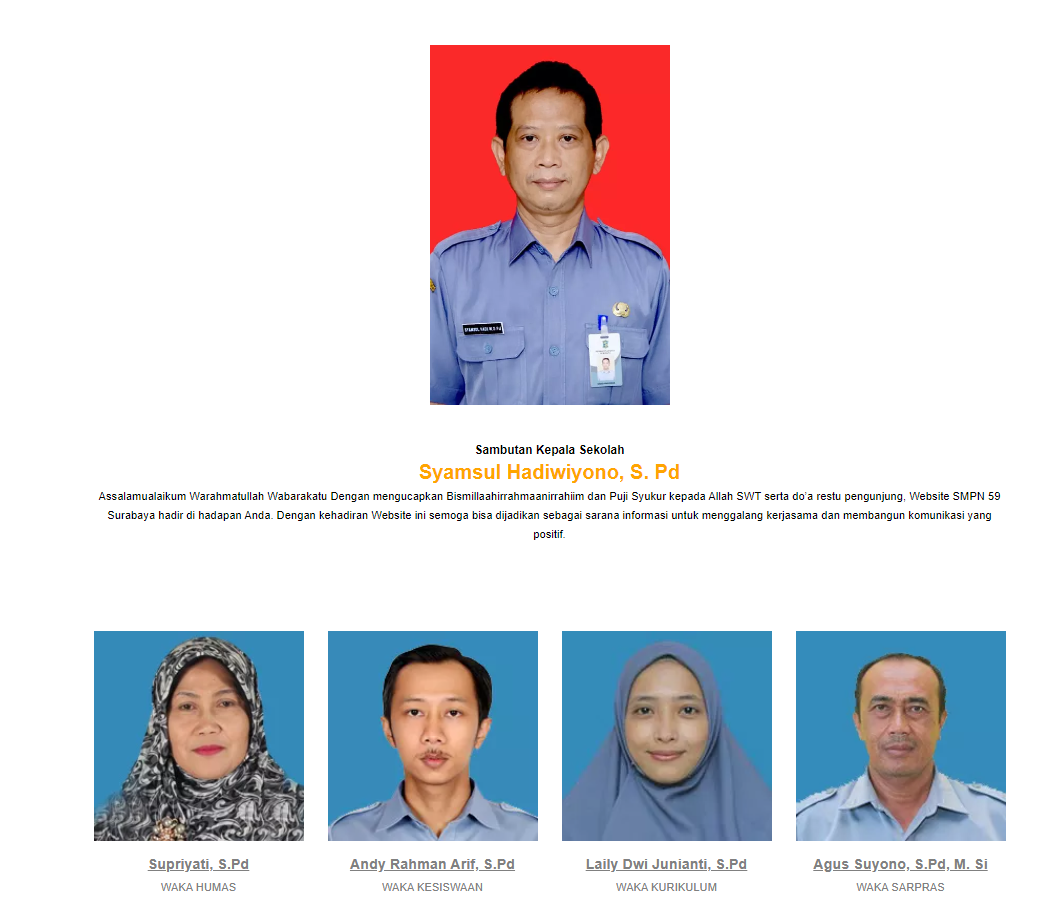 Sambutan Kepala Sekolah
Syamsul Hadiwiyono, S. Pd
Assalamualaikum Warahmatullah Wabarakatu Dengan mengucapkan Bismillaahirrahmaanirrahiim dan Puji Syukur kepada Allah SWT serta do'a restu pengunjung, Website SMPN 59
Surabaya hadir di hadapan Anda. Dengan kehadiran Website ini semoga bisa dijadikan sebagai sarana informasi untuk menggalang kerjasama dan membangun komunikasi yang
positif.
Supriyati, S.Pd
WAKA HUMAS
Andy Rahman Arif, S.Pd
WAKA KESISWAAN
Laily Dwi Junianti, S.Pd
WAKA KURIKULUM
Agus Suyono, S.Pd, M. Si
WAKA SARPRAS